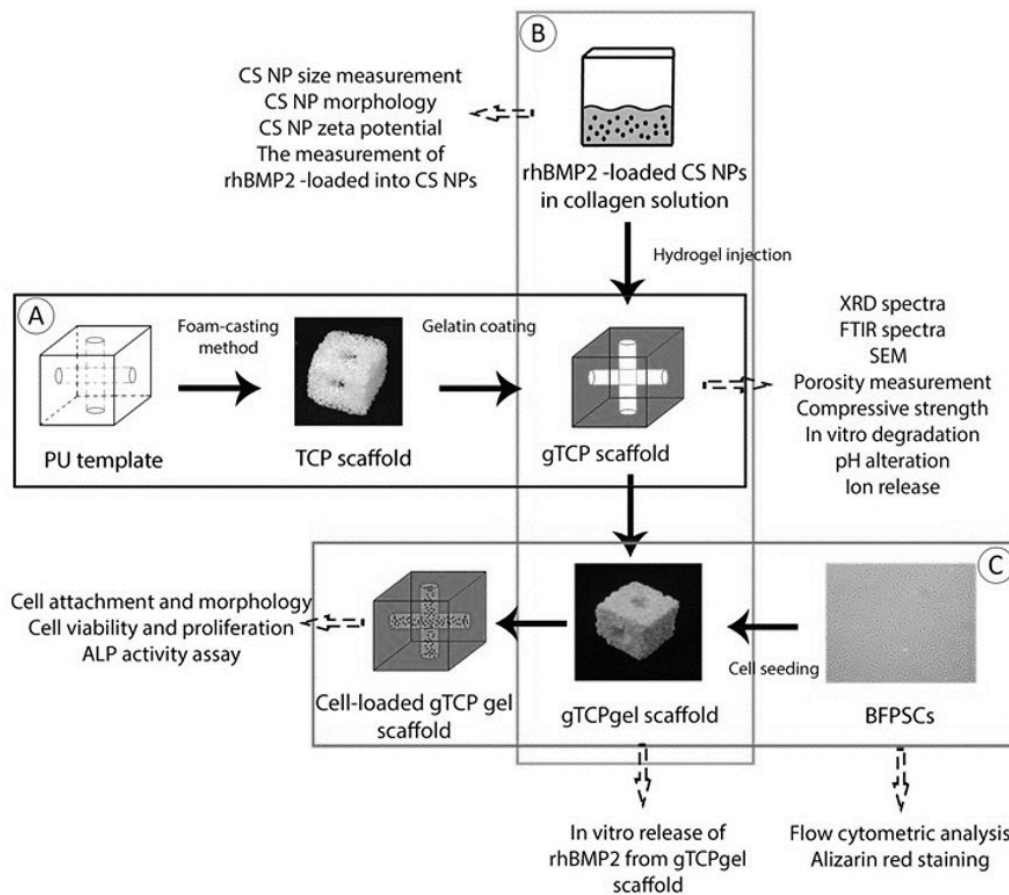 B
CS NP size measurement
CS NP morphology
CS NP zeta potential
The measurement of
rhBMP2 -loaded into CS NPs
rhBMP2 -loaded CS NPs
in collagen solution
Hydrogel injection
A
Foam-casting
method
Gelatin coating
PU template
TCP scaffold
gTCP scaffold
XRD spectra
FTIR spectra
SEM
Porosity measurement
Compressive strength
In vitro degradation
pH alteration
Ion release
C
Cell attachment and morphology
Cell viability and proliferation
ALP activity assay
Cell seeding
Cell-loaded gTCP gel
scaffold
gTCPgel scaffold
BFPSCs
In vitro release of
rhBMP2 from gTCPgel
scaffold
Flow cytometric analysis
Alizarin red staining